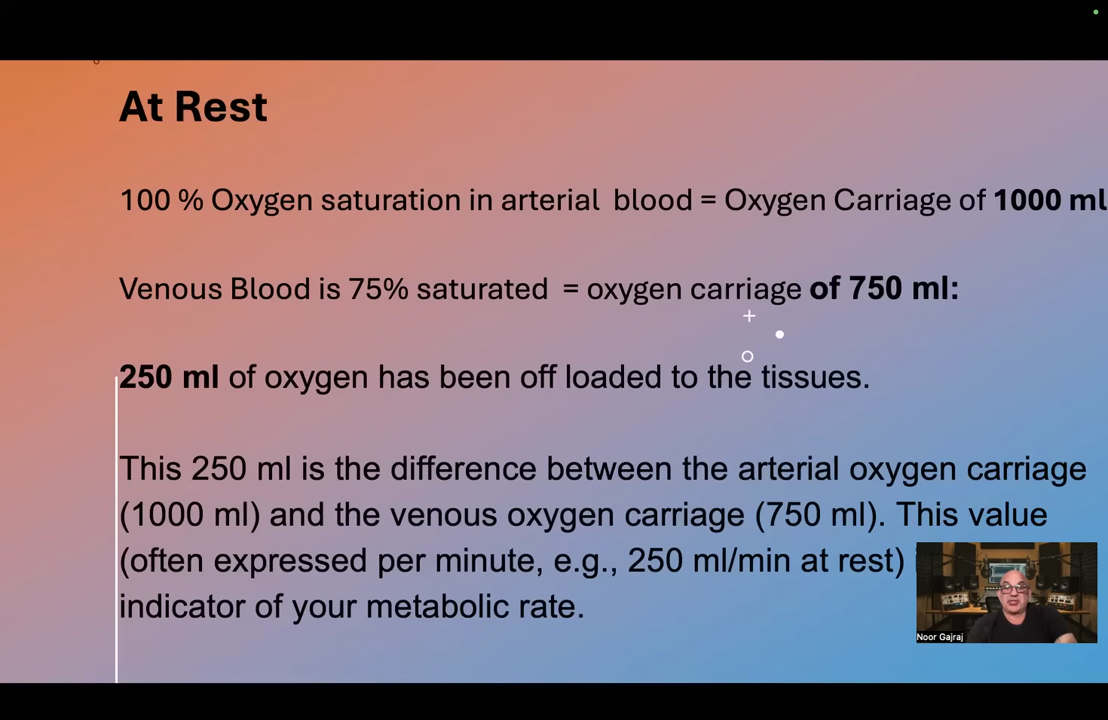 At Rest
100 % Oxygen saturation in arterial blood = Oxygen Carriage of 1000 ml
Venous Blood is 75% saturated = oxygen carriage of 750 ml:
250 ml of oxygen has been off loaded to the tissues.
This 250 ml is the difference between the arterial oxygen carriage
(1000 ml) and the venous oxygen carriage (750 ml). This value
(often expressed per minute, e.g., 250 ml/min at rest)
indicator of your metabolic rate.
Noor Gajraj